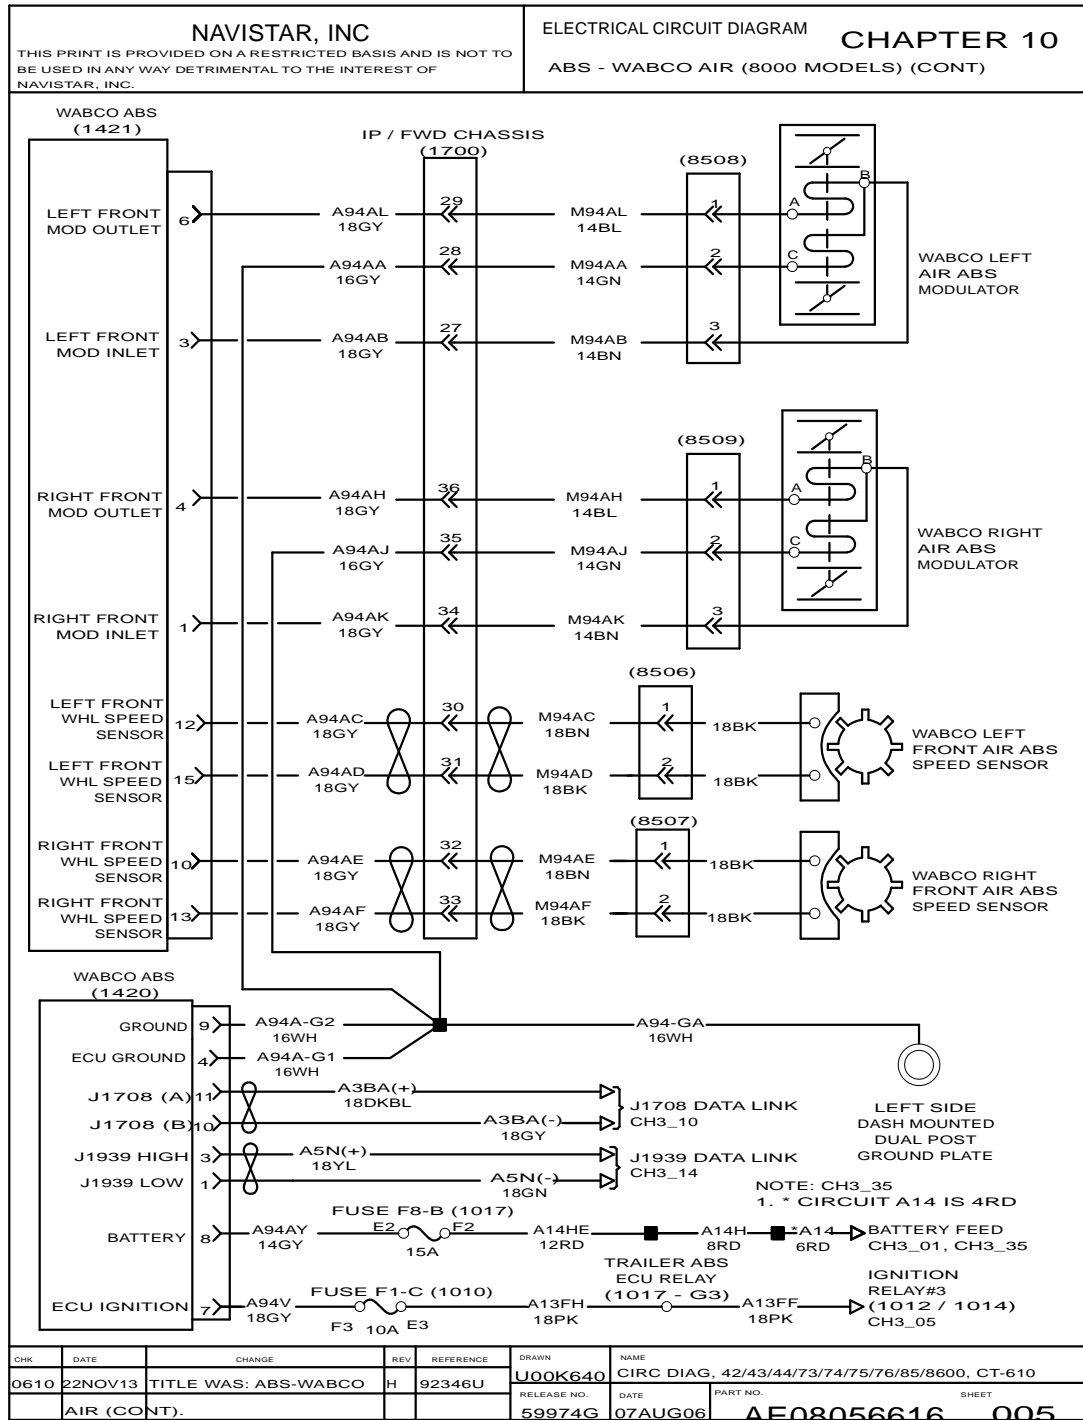 NAVISTAR, INC
THIS PRINT IS PROVIDED ON A RESTRICTED BASIS AND IS NOT TO
BE USED IN ANY WAY DETRIMENTAL TO THE INTEREST OF
NAVISTAR, INC.
ELECTRICAL CIRCUIT DIAGRAM
CHAPTER 10
ABS - WABCO AIR (8000 MODELS) (CONT)
WABCO ABS
(1421)
IP / FWD CHASSIS
(1700)
(8508)
LEFT FRONT
MOD OUTLET
6
A94AL
18GY
29
M94AL
14BL
1
A
B
A94AA
16GY
28
M94AA
14GN
2
C
WABCO LEFT
AIR ABS
MODULATOR
LEFT FRONT
MOD INLET
3
A94AB
18GY
27
M94AB
14BN
3
(8509)
RIGHT FRONT
MOD OUTLET
4
A94AH
18GY
36
M94AH
14BL
1
A
B
A94AJ
16GY
35
M94AJ
14GN
2
C
WABCO RIGHT
AIR ABS
MODULATOR
RIGHT FRONT
MOD INLET
1
A94AK
18GY
34
M94AK
14BN
3
(8506)
LEFT FRONT
WHL SPEED
SENSOR
12
A94AC
18GY
30
M94AC
18BN
1
18BK
LEFT FRONT
WHL SPEED
SENSOR
15
A94AD
18GY
31
M94AD
18BK
2
18BK
WABCO LEFT
FRONT AIR ABS
SPEED SENSOR
(8507)
RIGHT FRONT
WHL SPEED
SENSOR
10
A94AE
18GY
32
M94AE
18BN
1
18BK
RIGHT FRONT
WHL SPEED
SENSOR
13
A94AF
18GY
33
M94AF
18BK
2
18BK
WABCO RIGHT
FRONT AIR ABS
SPEED SENSOR
WABCO ABS
(1420)
GROUND
9
A94A-G2
16WH
A94-GA
16WH
ECU GROUND
4
A94A-G1
16WH
J1708 (A)
11
A3BA(+)
18DKBL
J1708 (B)
10
A3BA(-)
18GY
J1708 DATA LINK
CH3_10
LEFT SIDE
DASH MOUNTED
DUAL POST
GROUND PLATE
J1939 HIGH
3
A5N(+)
18YL
J1939 LOW
1
A5N(-)
18GN
J1939 DATA LINK
CH3_14
NOTE: CH3_35
1. * CIRCUIT A14 IS 4RD
BATTERY
8
A94AY
14GY
FUSE F8-B (1017)
E2
F2
15A
A14HE
12RD
A14H
8RD
*A14
6RD
BATTERY FEED
CH3_01, CH3_35
ECU IGNITION
7
A94V
18GY
FUSE F1-C (1010)
F3
10A
E3
A13FH
18PK
TRAILER ABS
ECU RELAY
(1017 - G3)
A13FF
18PK
IGNITION
RELAY#3
(1012 / 1014)
CH3_05
CHK
DATE
CHANGE
REV
REFERENCE
DRAWN
NAME
0610
22NOV13
TITLE WAS: ABS-WABCO
H
92346U
U00K640
CIRC DIAG, 42/43/44/73/74/75/76/85/8600, CT-610
AIR (CONT).
RELEASE NO.
DATE
PART NO.
SHEET
59974G
07AUG06
AE08056616
005